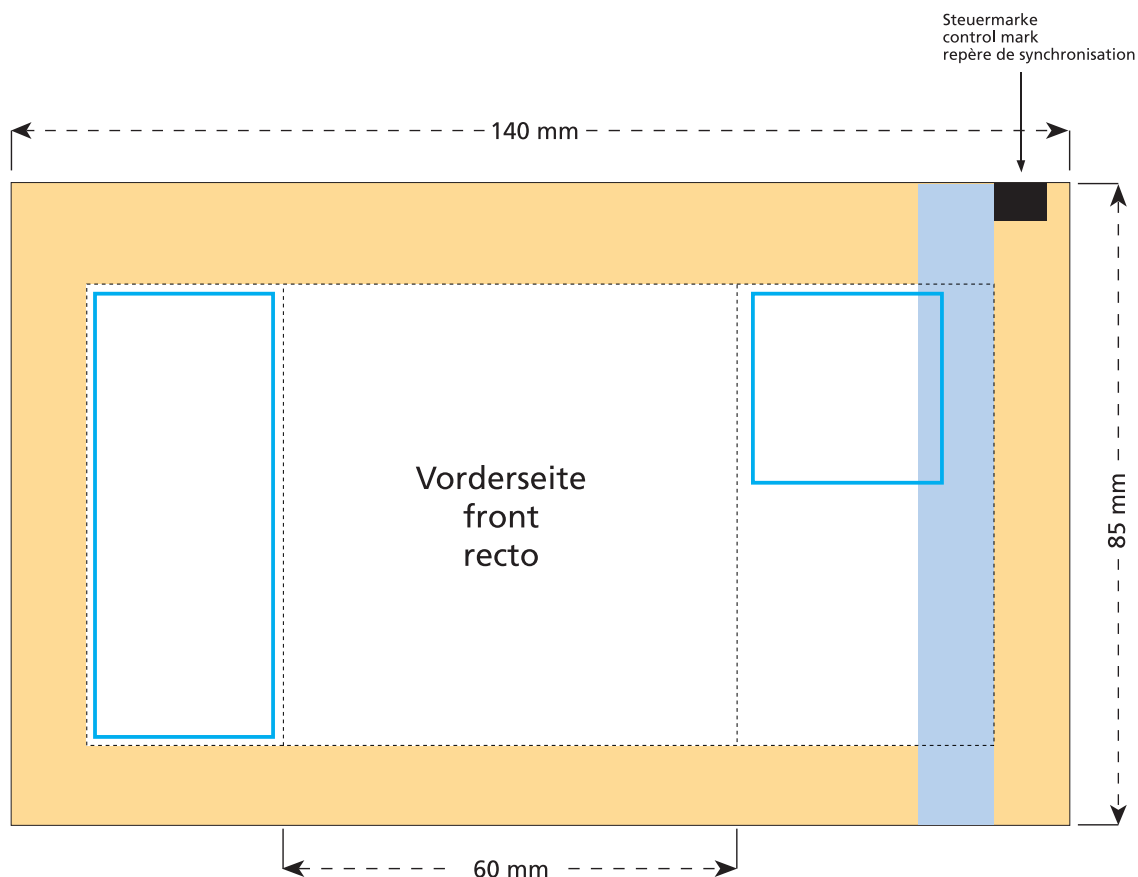 Steuermarke
control mark
repère de synchronisation
140 mm
Vorderseite
front
recto
85 mm
60 mm